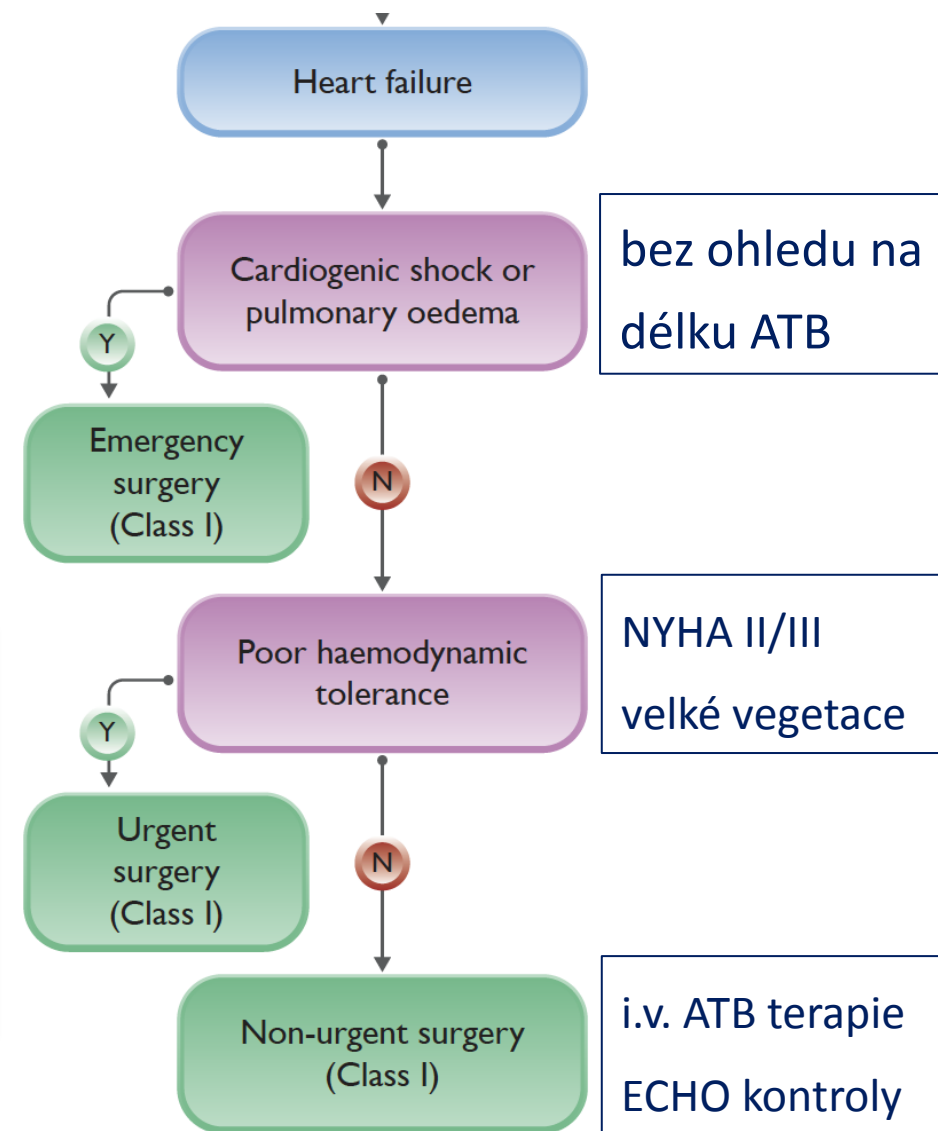 Heart failure
Cardiogenic shock or
pulmonary oedema
bez ohledu na
délku ATB
Y
Emergency
surgery
(Class I)
N
Poor haemodynamic
tolerance
NYHA II/III
velké vegetace
Y
Urgent
surgery
(Class I)
N
Non-urgent surgery
(Class I)
i.v. ATB terapie
ECHO kontroly